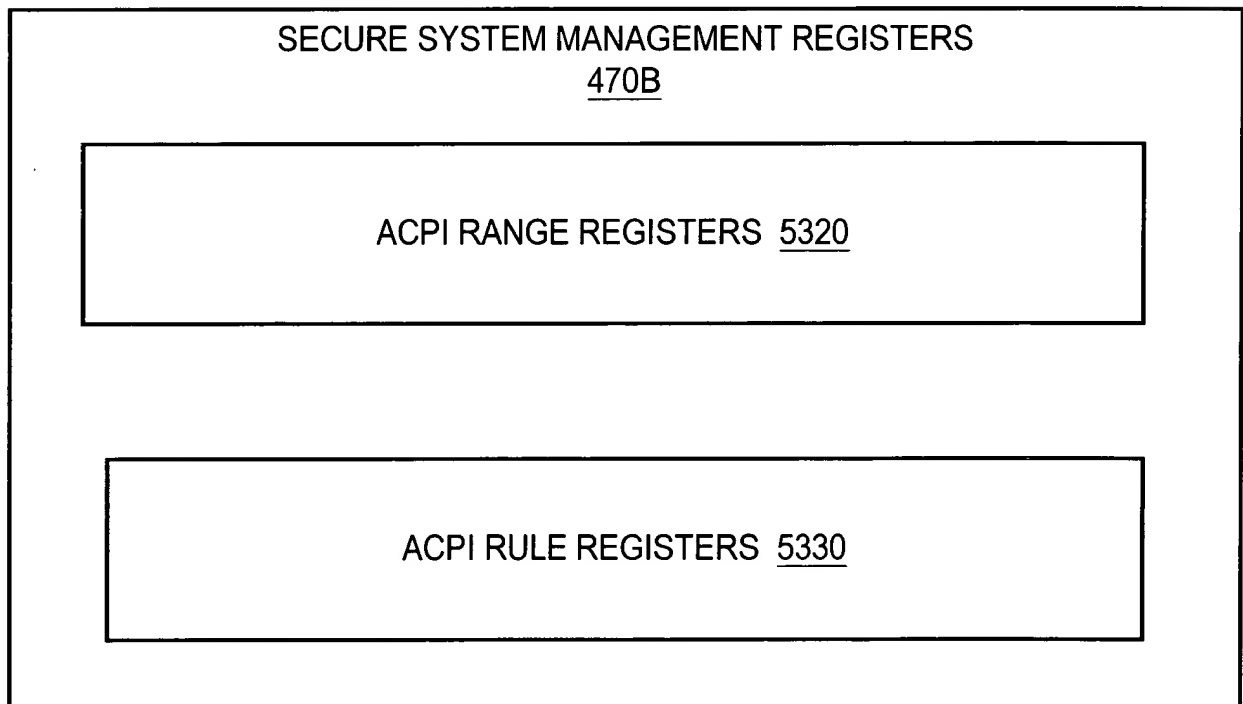 SECURE SYSTEM MANAGEMENT REGISTERS
470B
ACPI RANGE REGISTERS 5320
ACPI RULE REGISTERS 5330